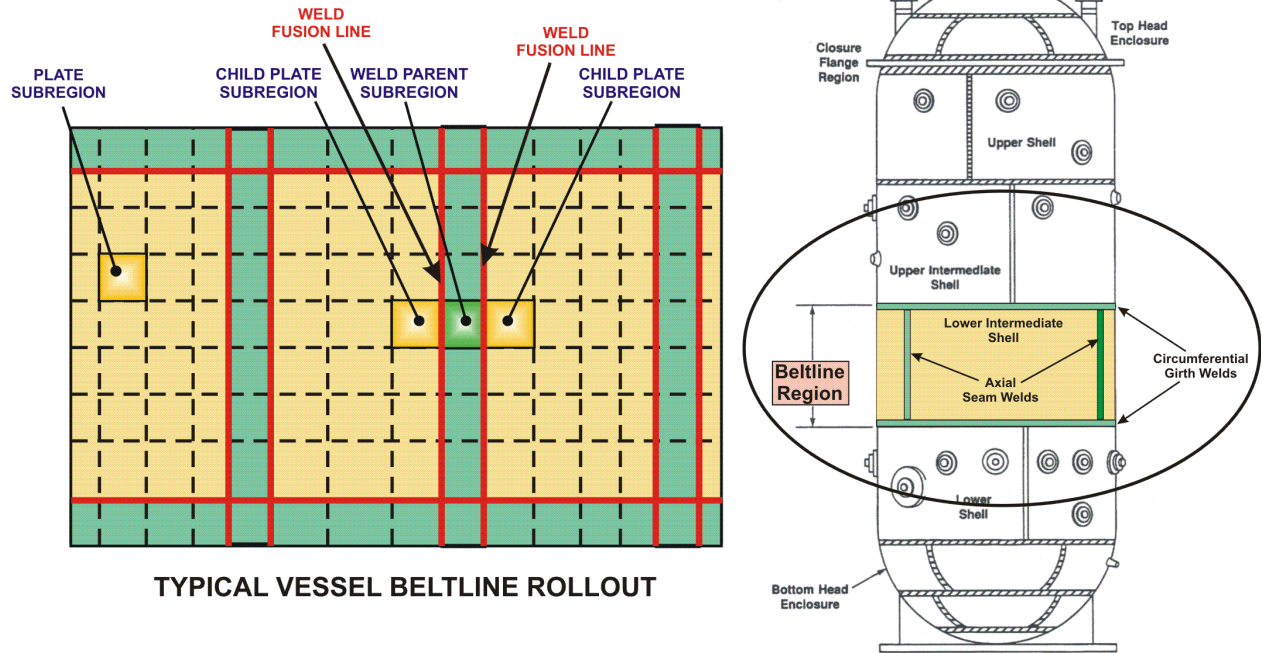 WELD
FUSION LINE
WELD
FUSION LINE
PLATE
SUBREGION
CHILD PLATE
SUBREGION
WELD PARENT
SUBREGION
CHILD PLATE
SUBREGION
TYPICAL VESSEL BELTLINE ROLLOUT
Top Head
Enclosure
Closure
Flange
Region
Upper Shell
Upper Intermediate
Shell
Lower Intermediate
Shell
Beltline
Region
Axial
Seam Welds
Circumferential
Girth Welds
Lower
Shell
Bottom Head
Enclosure